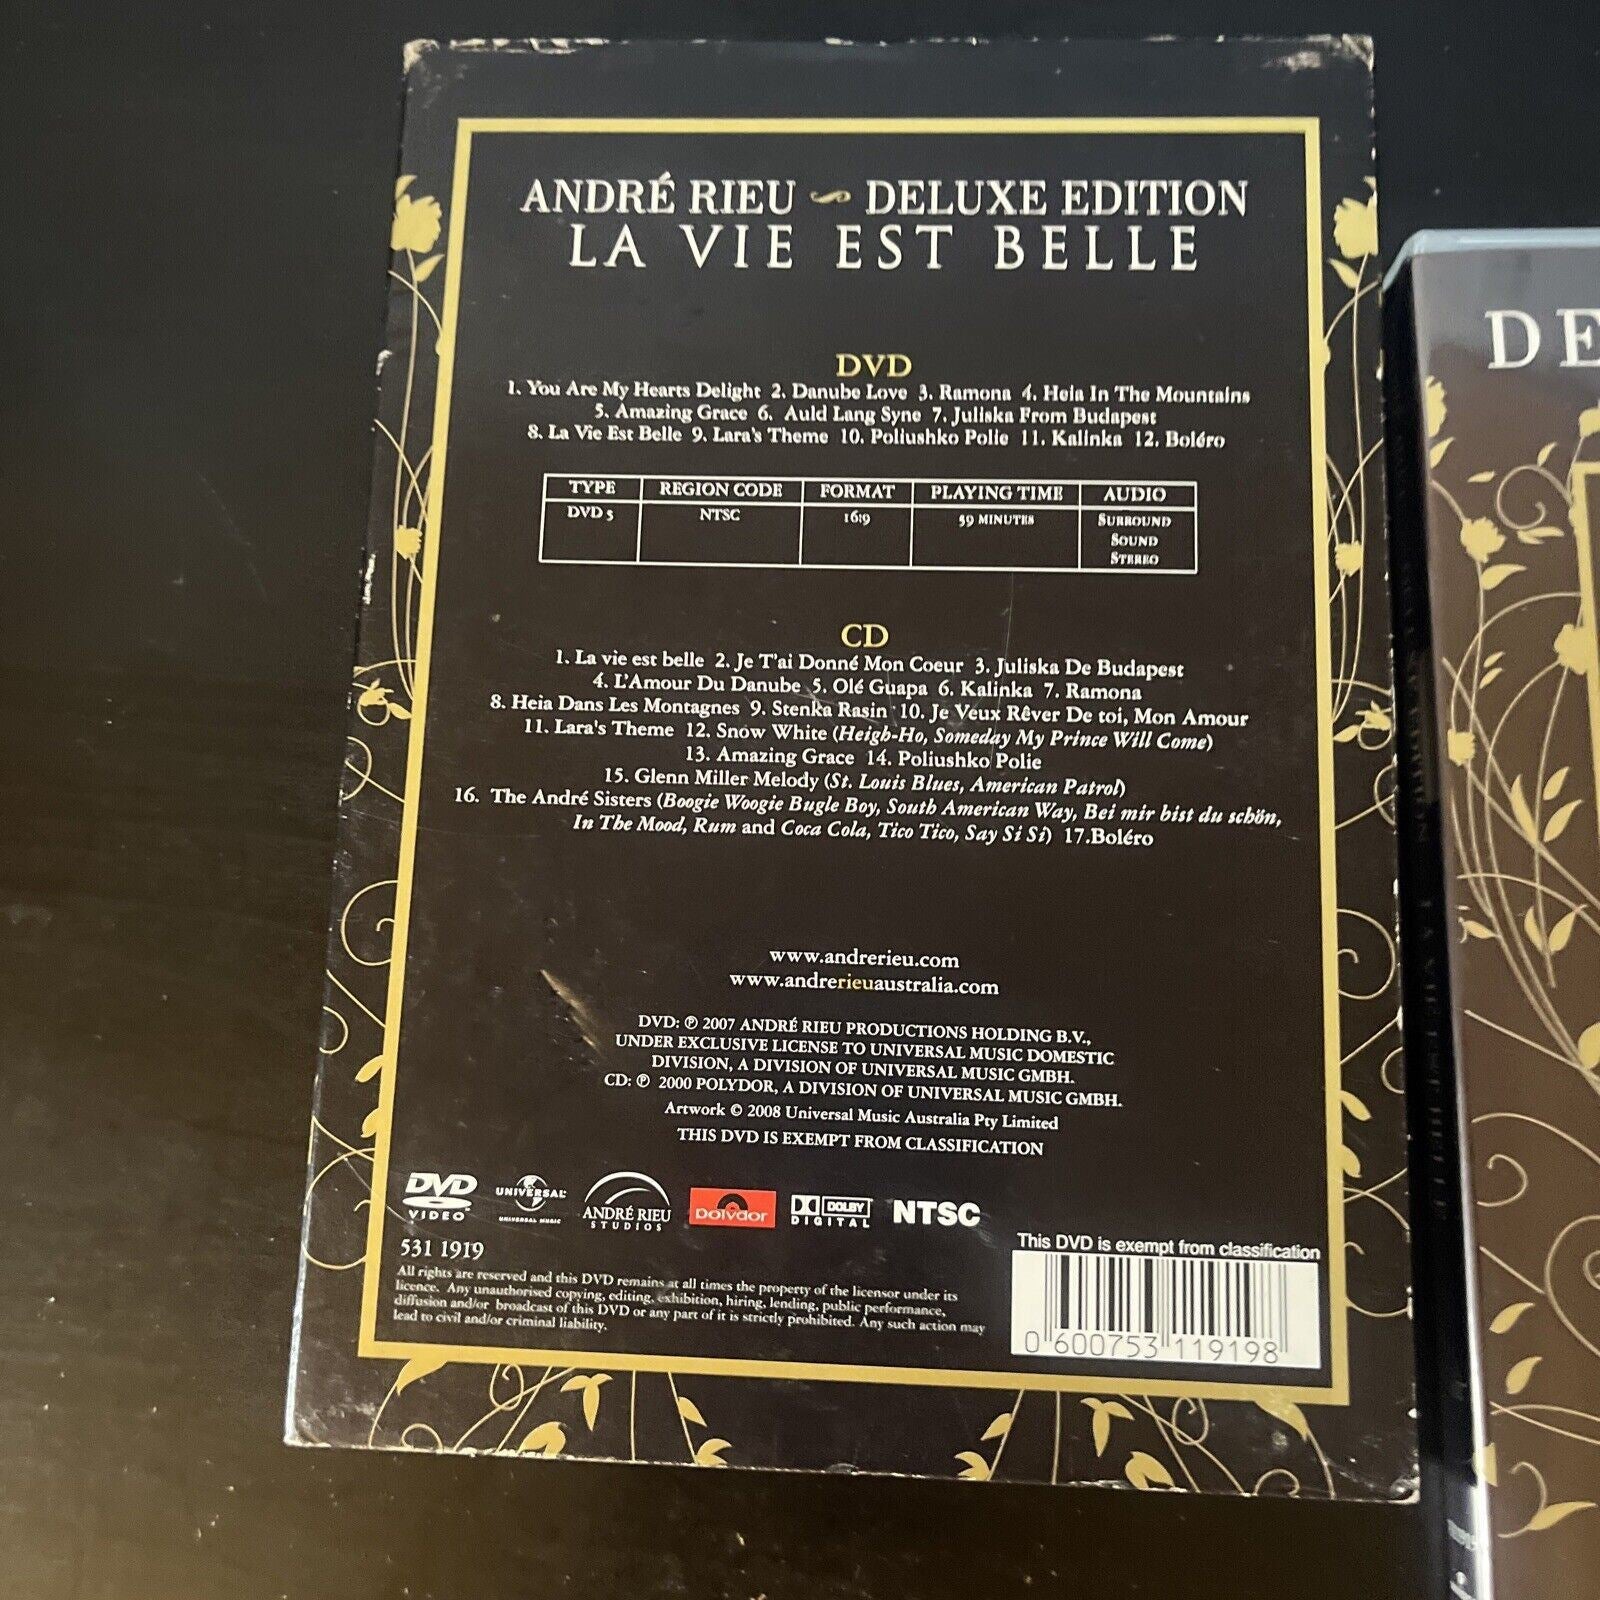 ANDRÉ RIEU DELUXE EDITION
LA VIE EST BELLE
DVD
1. You Are My Hearts Delight 2. Danube Love 3. Ramona 4. Heia In The Mountains
5. Amazing Grace 6. Auld Lang Syne 7. Juliska From Budapest
8. La Vie Est Belle 9. Lara's Theme 10. Poliushko Polie 11. Kalinka 12. Boléro
TYPE REGION CODE FORMAT PLAYING TIME AUDIO
DVD 5 NTSC 16:9 59 MINUTES SURROUND
SOUND
STEREO
CD
1. La vie est belle 2. Je T'ai Donné Mon Coeur 3. Juliska De Budapest
4. L'Amour Du Danube 5. Olé Guapa 6. Kalinka 7. Ramona
8. Heia Dans Les Montagnes 9. Stenka Rasin 10. Je Veux Rêver De toi, Mon Amour
11. Lara's Theme 12. Snow White (Heigh-Ho, Someday My Prince Will Come)
13. Amazing Grace 14. Poliushko Polie
15. Glenn Miller Melody (St. Louis Blues, American Patrol)
16. The André Sisters (Boogie Woogie Bugle Boy, South American Way, Bei mir bist du schön,
In The Mood, Rum and Coca Cola, Tico Tico, Say Si Si) 17.Boléro
www.andrerieu.com
www.andrerieuaustralia.com
DVD: ℗ 2007 ANDRÉ RIEU PRODUCTIONS HOLDING B.V.,
UNDER EXCLUSIVE LICENSE TO UNIVERSAL MUSIC DOMESTIC
DIVISION, A DIVISION OF UNIVERSAL MUSIC GMBH.
CD: ℗ 2000 POLYDOR, A DIVISION OF UNIVERSAL MUSIC GMBH.
Artwork © 2008 Universal Music Australia Pty Limited
THIS DVD IS EXEMPT FROM CLASSIFICATION
DVD
VIDEO
UNIVERSAL
UNIVERSAL MUSIC
ANDRÉ RIEU
STUDIOS
Polydor
DOLBY
DIGITAL
NTSC
531 1919
This DVD is exempt from classification
All rights are reserved and this DVD remains at all times the property of the licensor under its
licence. Any unauthorised copying, editing, exhibition, hiring, lending, public performance,
diffusion and/or broadcast of this DVD or any part of it is strictly prohibited. Any such action may
lead to civil and/or criminal liability.
0 600753 119198
DE